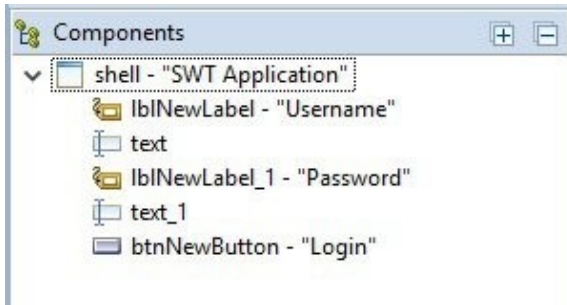 Components
shell - "SWT Application"
lblNewLabel - "Username"
text
lblNewLabel_1 - "Password"
text_1
btnNewButton - "Login"